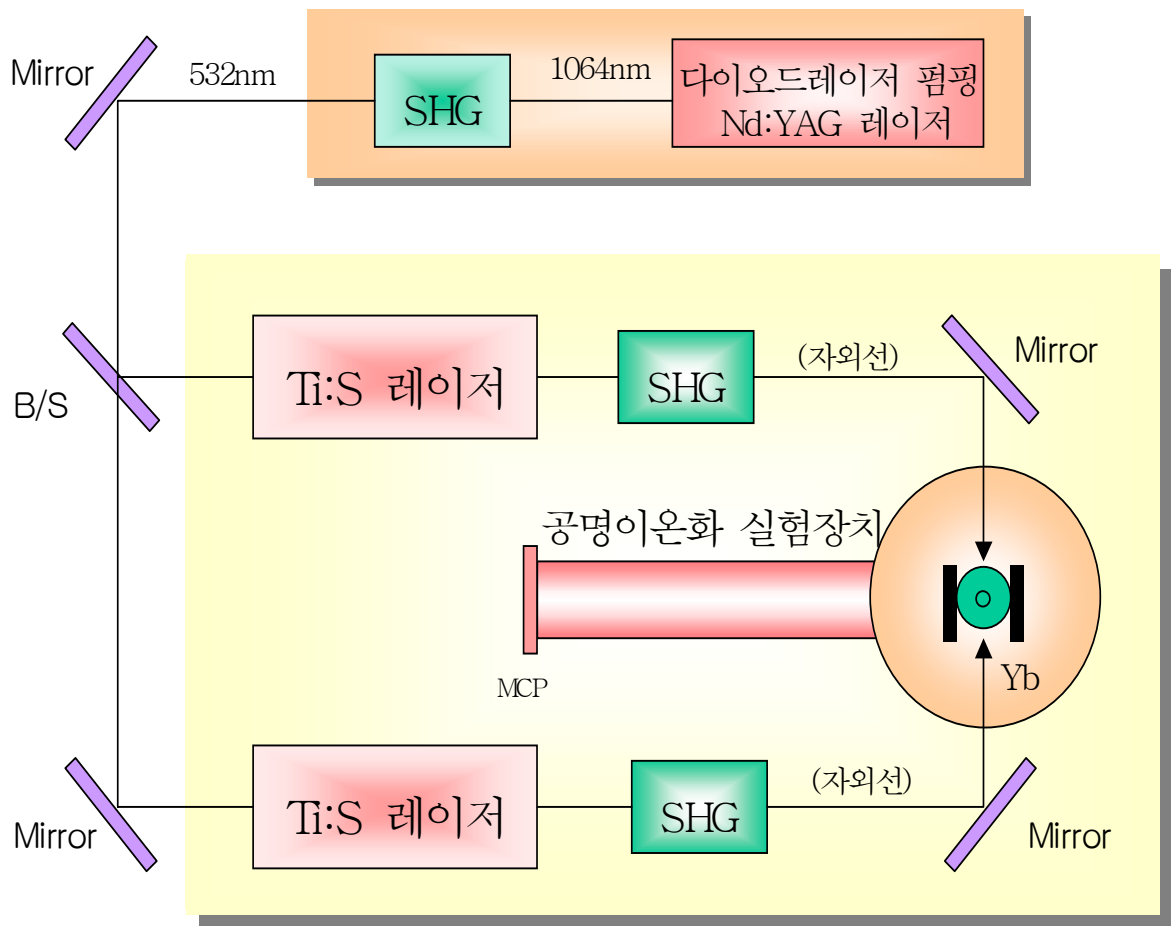 Mirror
532nm
SHG
1064nm
다이오드레이저 펌핑
Nd:YAG 레이저
B/S
Ti:S 레이저
SHG
(자외선)
Mirror
공명이온화 실험장치
MCP
Yb
Mirror
Ti:S 레이저
SHG
(자외선)
Mirror